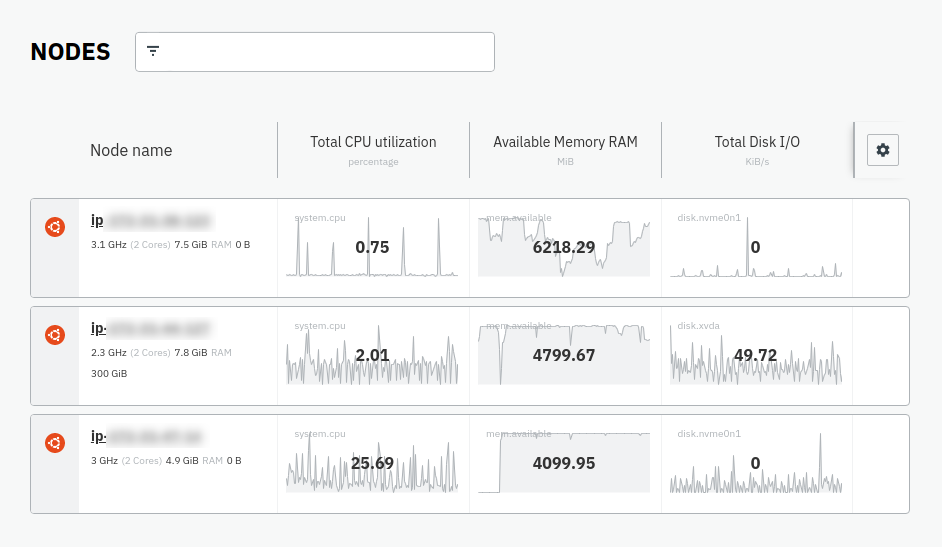 NODES
Node name
Total CPU utilization
percentage
Available Memory RAM
MiB
Total Disk I/O
KiB/s
ip
3.1 GHz (2 Cores) 7.5 GiB RAM 0 B
system.cpu
0.75
mem.available
6218.29
disk.nvme0n1
0
ip-
2.3 GHz (2 Cores) 7.8 GiB RAM
300 GiB
system.cpu
2.01
mem.available
4799.67
disk.xvda
49.72
ip-
3 GHz (2 Cores) 4.9 GiB RAM 0 B
system.cpu
25.69
mem.available
4099.95
disk.nvme0n1
0